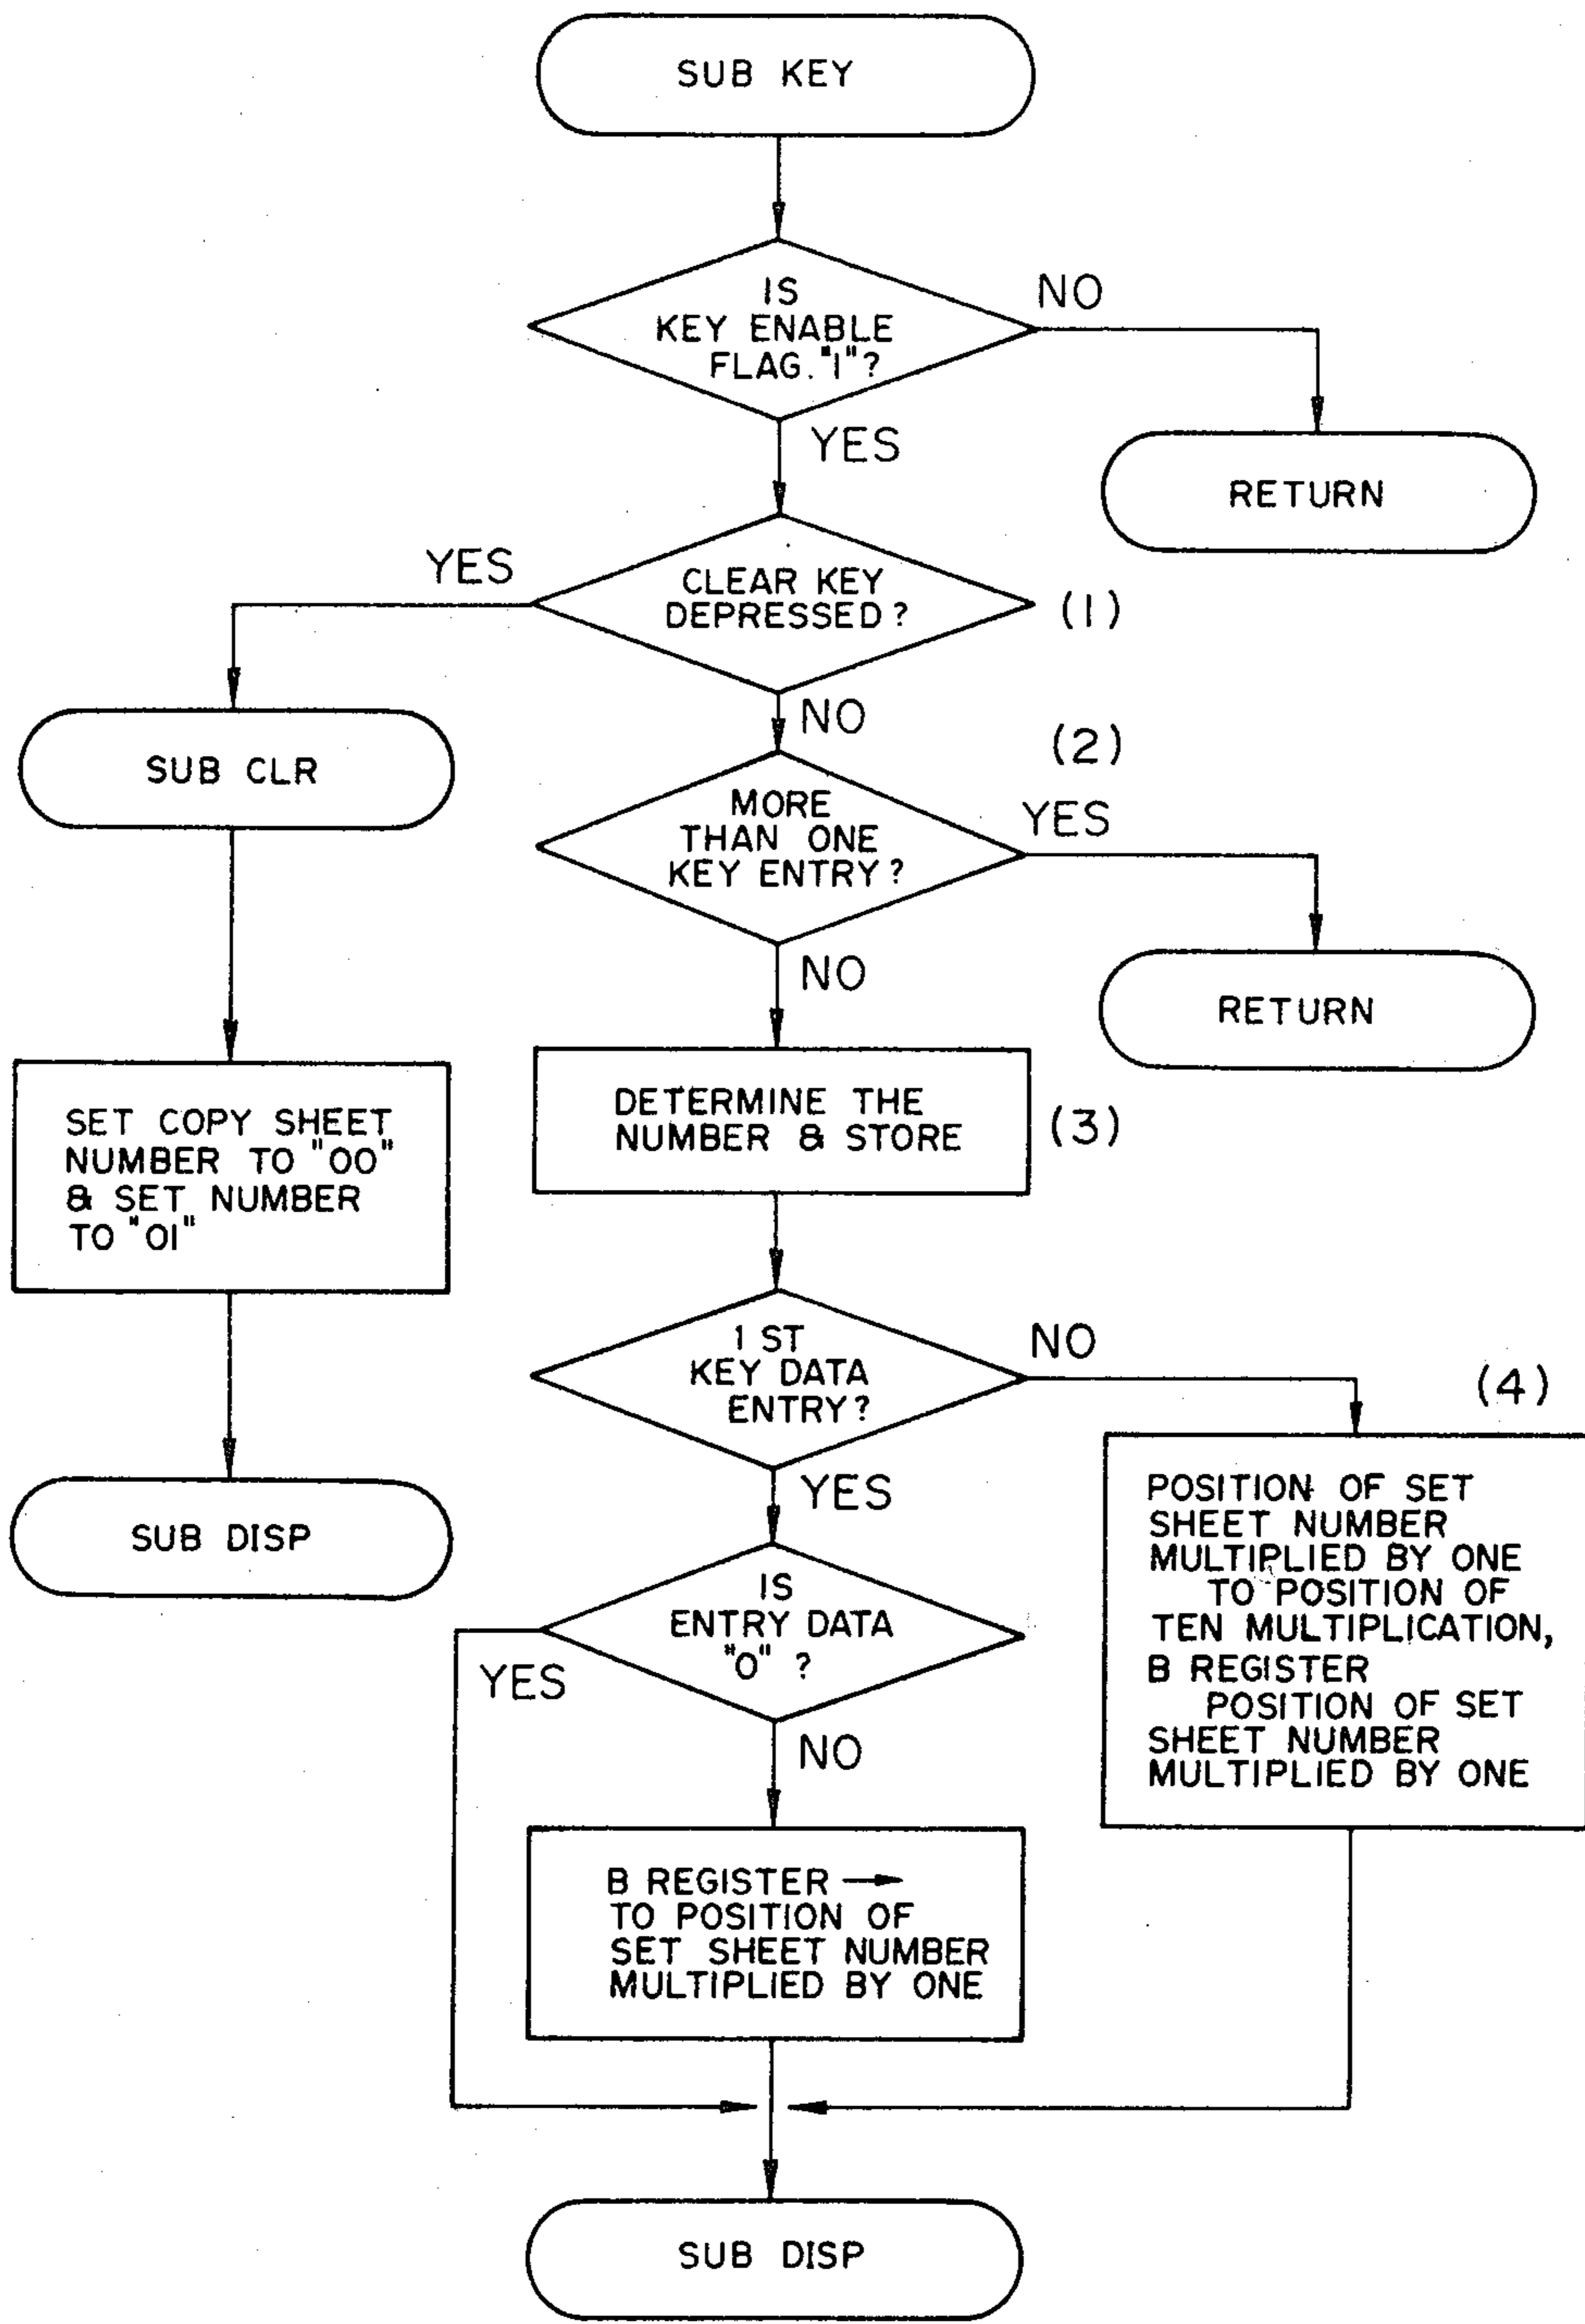 SUB KEY
IS
KEY ENABLE
FLAG. "1"?
NO
YES
RETURN
YES
CLEAR KEY
DEPRESSED?
(1)
NO
SUB CLR
(2)
MORE
THAN ONE
KEY ENTRY?
YES
NO
RETURN
SET COPY SHEET
NUMBER TO "00"
& SET NUMBER
TO "01"
DETERMINE THE
NUMBER & STORE
(3)
1 ST
KEY DATA
ENTRY?
NO
(4)
YES
SUB DISP
POSITION OF SET
SHEET NUMBER
MULTIPLIED BY ONE
TO POSITION OF
TEN MULTIPLICATION,
B REGISTER
POSITION OF SET
SHEET NUMBER
MULTIPLIED BY ONE
IS
ENTRY DATA
"0" ?
YES
NO
B REGISTER →
TO POSITION OF
SET SHEET NUMBER
MULTIPLIED BY ONE
SUB DISP